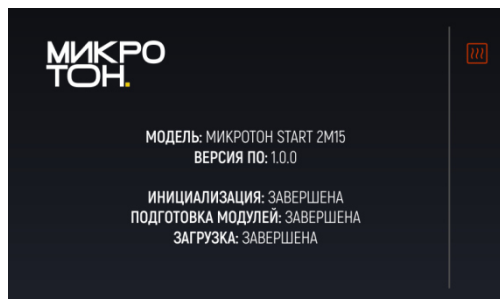 МИКРО
ТОН.
МОДЕЛЬ: МИКРОТОН START 2M15
ВЕРСИЯ ПО: 1.0.0
ИНИЦИАЛИЗАЦИЯ: ЗАВЕРШЕНА
ПОДГОТОВКА МОДУЛЕЙ: ЗАВЕРШЕНА
ЗАГРУЗКА: ЗАВЕРШЕНА